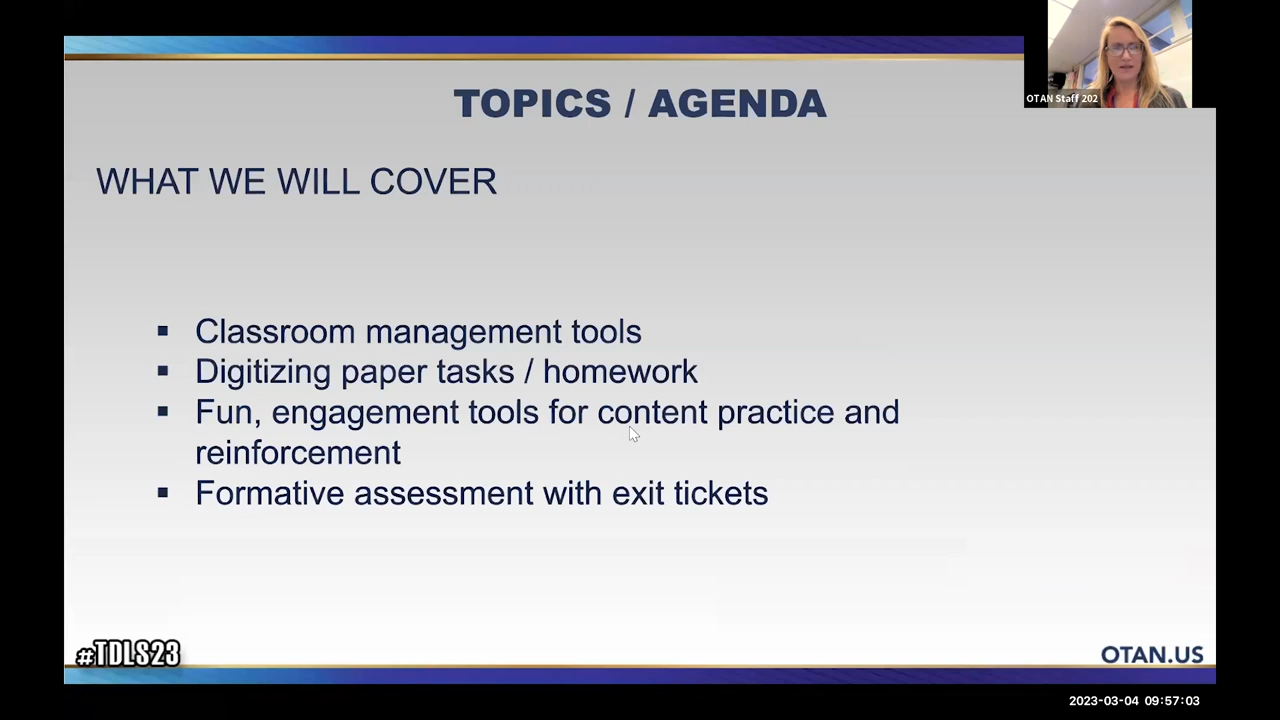 TOPICS / AGENDA
OTAN Staff 202
WHAT WE WILL COVER
▪ Classroom management tools
▪ Digitizing paper tasks / homework
▪ Fun, engagement tools for content practice and
reinforcement
▪ Formative assessment with exit tickets
#TDLS23
OTAN.US
2023-03-04 09:57:03